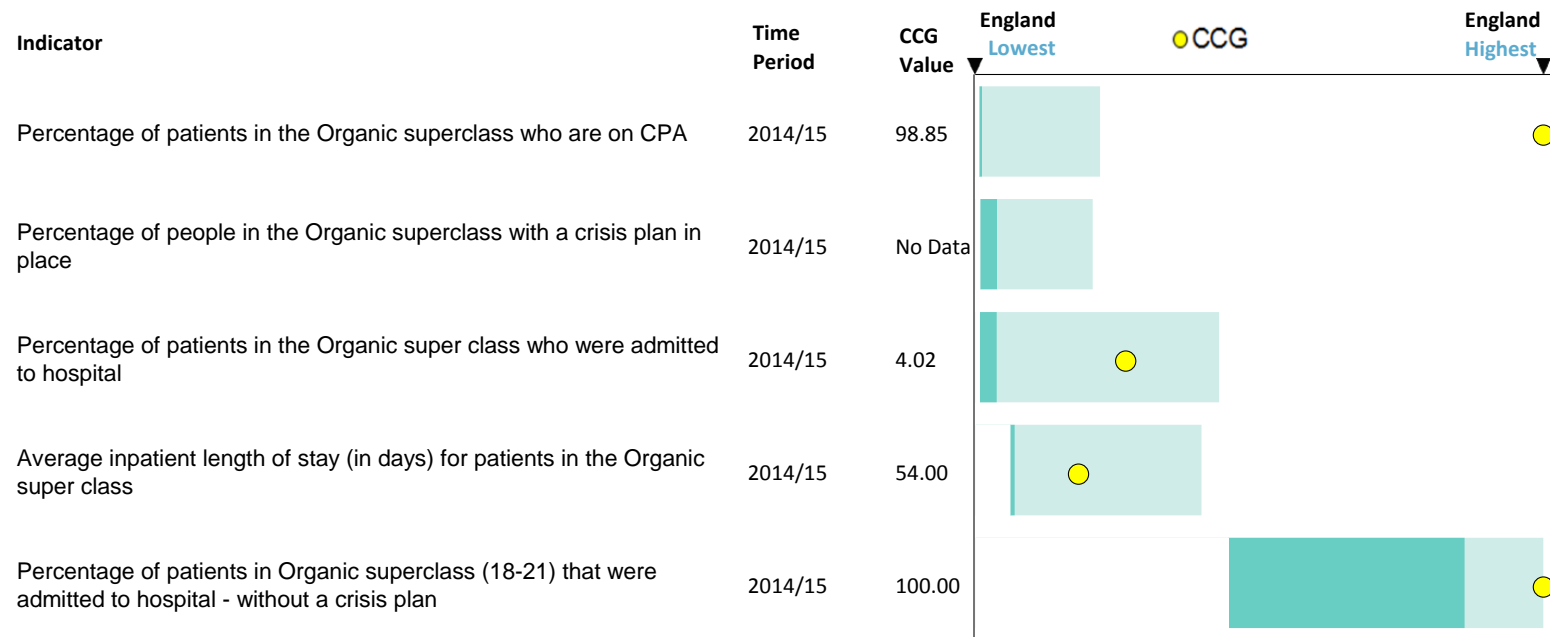 Indicator
Time Period
CCG Value
England Lowest
CCG
England Highest
Percentage of patients in the Organic superclass who are on CPA
2014/15
98.85
Percentage of people in the Organic superclass with a crisis plan in
place
2014/15
No Data
Percentage of patients in the Organic super class who were admitted
to hospital
2014/15
4.02
Average inpatient length of stay (in days) for patients in the Organic
super class
2014/15
54.00
Percentage of patients in Organic superclass (18-21) that were
admitted to hospital - without a crisis plan
2014/15
100.00